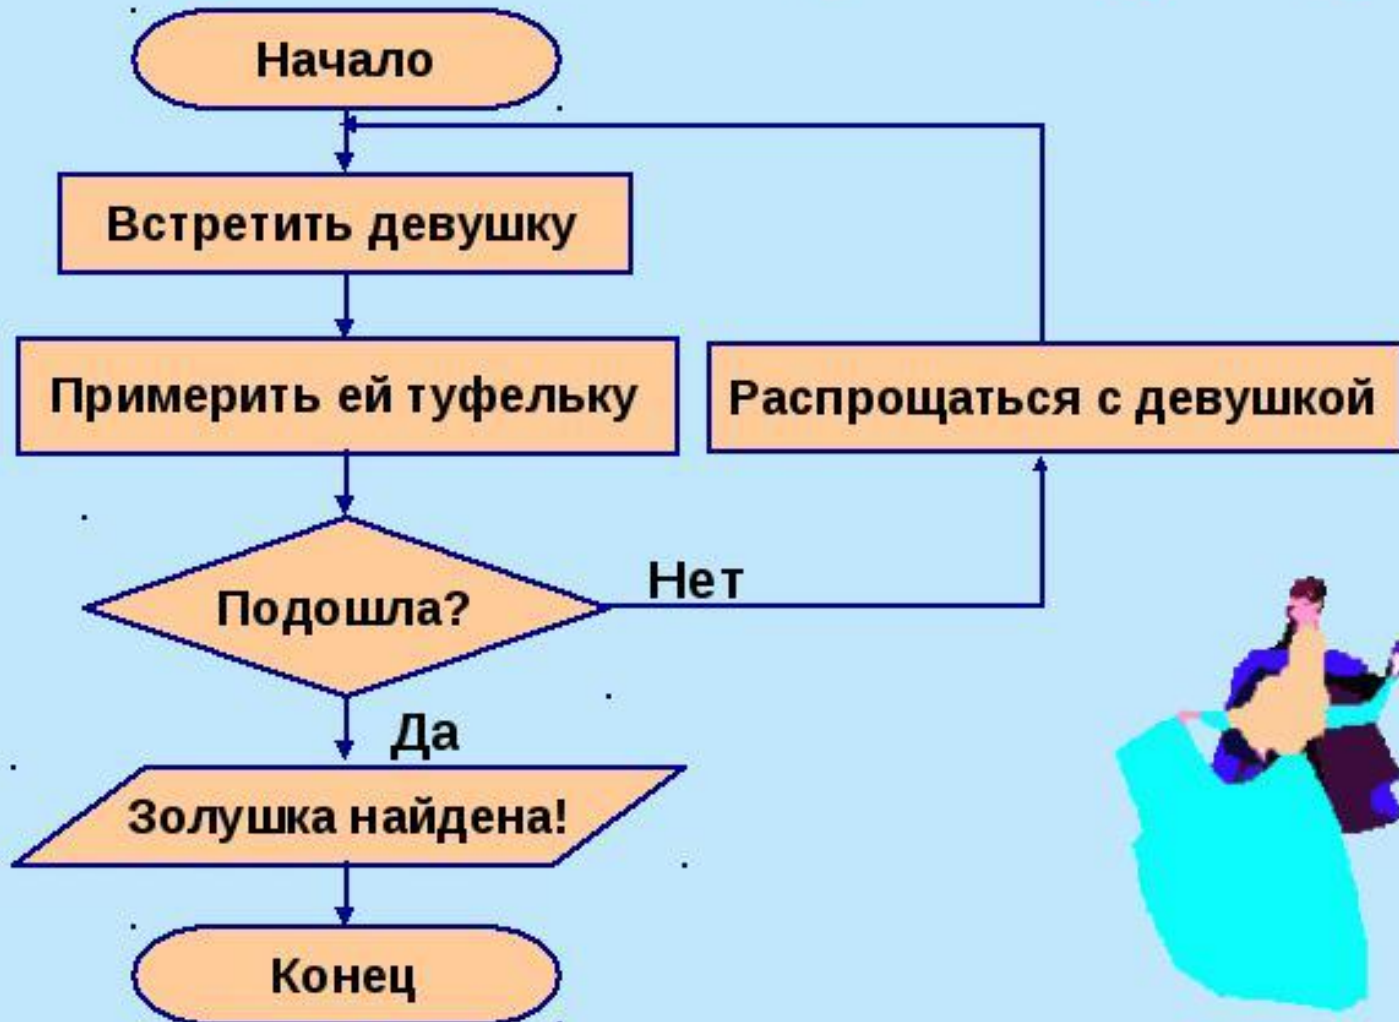 Начало
Встретить девушку
Примерить ей туфельку
Распрощаться с девушкой
Подошла?
Нет
Да
Золушка найдена!
Конец